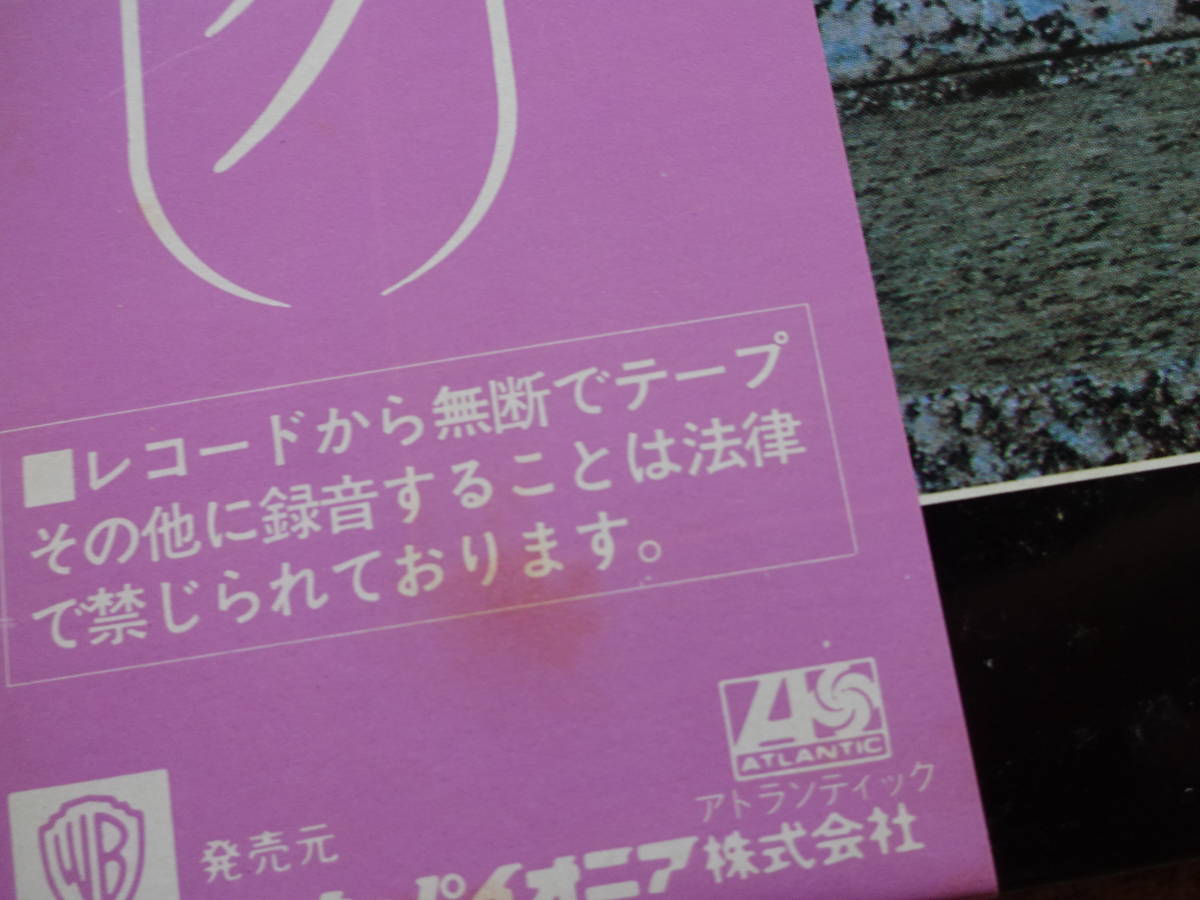 ■レコードから無断でテープ
その他に録音することは法律
で禁じられております。
ATLANTIC
アトランティック
WB
発売元
パイオニア株式会社